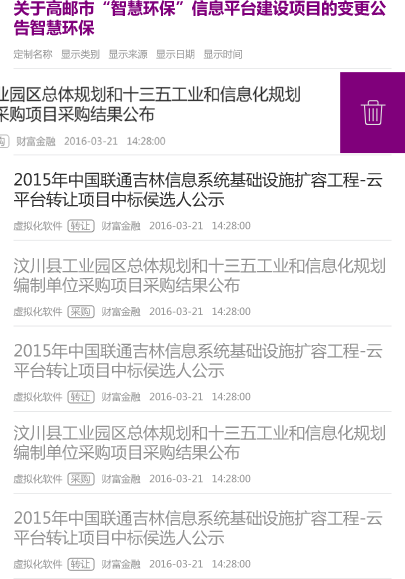 关于高邮市“智慧环保”信息平台建设项目的变更公
告智慧环保
定制名称 显示类别 显示来源 显示日期 显示时间
业园区总体规划和十三五工业和信息化规划
采购项目采购结果公布
购 财富金融 2016-03-21 14:28:00
2015年中国联通吉林信息系统基础设施扩容工程-云
平台转让项目中标侯选人公示
虚拟化软件 转让 财富金融 2016-03-21 14:28:00
汶川县工业园区总体规划和十三五工业和信息化规划
编制单位采购项目采购结果公布
虚拟化软件 采购 财富金融 2016-03-21 14:28:00
2015年中国联通吉林信息系统基础设施扩容工程-云
平台转让项目中标侯选人公示
虚拟化软件 转让 财富金融 2016-03-21 14:28:00
汶川县工业园区总体规划和十三五工业和信息化规划
编制单位采购项目采购结果公布
虚拟化软件 采购 财富金融 2016-03-21 14:28:00
2015年中国联通吉林信息系统基础设施扩容工程-云
平台转让项目中标侯选人公示
虚拟化软件 转让 财富金融 2016-03-21 14:28:00